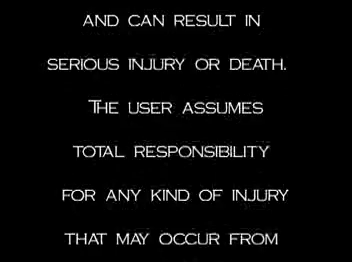 AND CAN RESULT IN
SERIOUS INJURY OR DEATH.
THE USER ASSUMES
TOTAL RESPONSIBILITY
FOR ANY KIND OF INJURY
THAT MAY OCCUR FROM